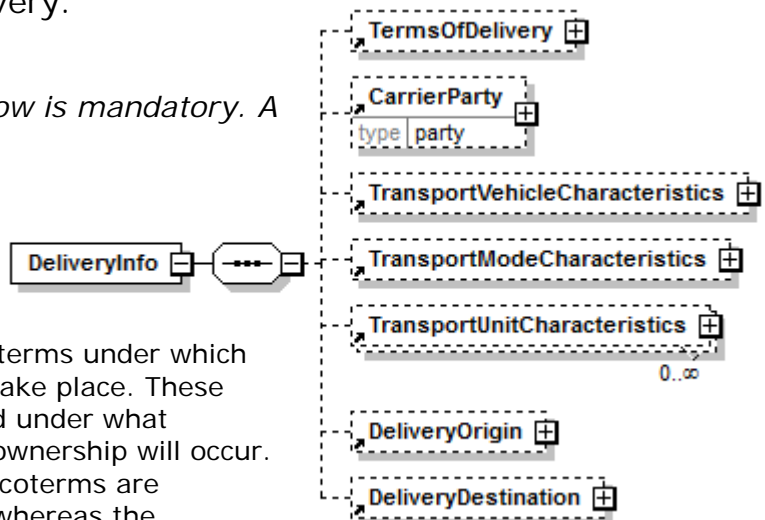 very.
ow is mandatory. A
terms under which
ake place. These
d under what
ownership will occur.
coterms are
whereas the
DeliveryInfo
TermsOfDelivery
CarrierParty
type party
TransportVehicleCharacteristics
TransportModeCharacteristics
TransportUnitCharacteristics
0..∞
DeliveryOrigin
DeliveryDestination